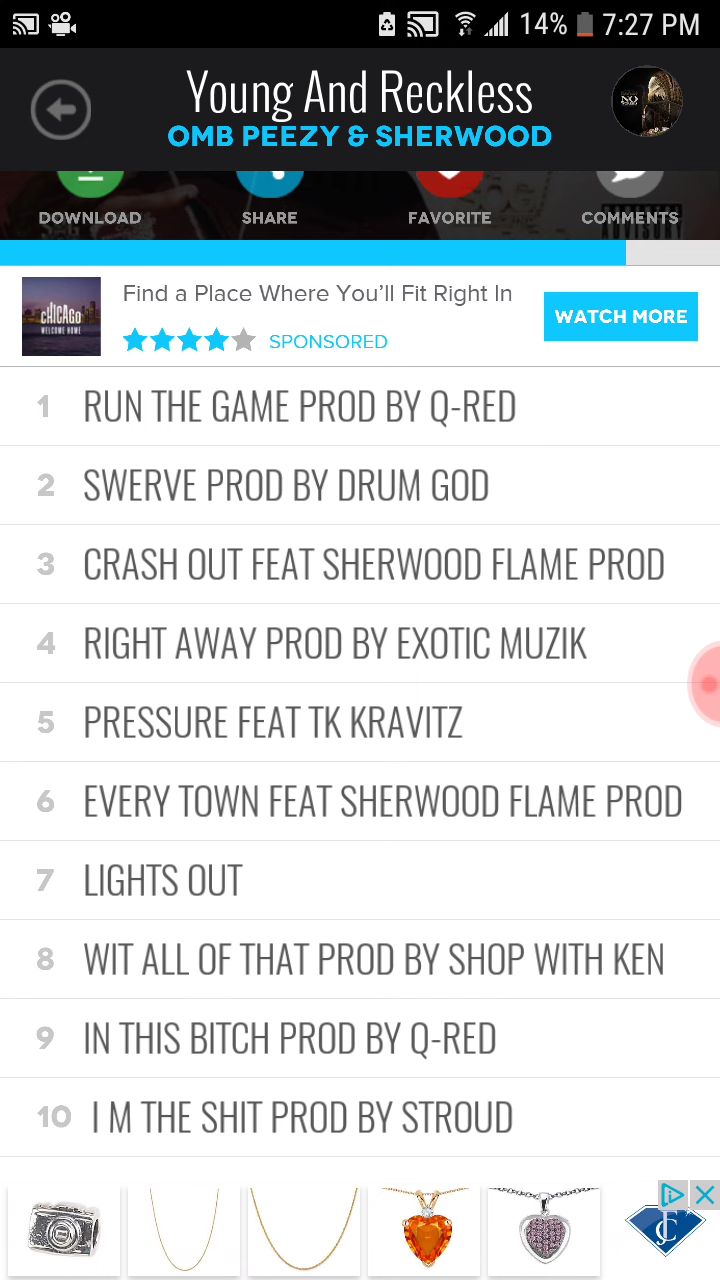 14% 7:27 PM
Young And Reckless
OMB PEEZY & SHERWOOD
NO
DOWNLOAD
SHARE
FAVORITE
COMMENTS
CHICAGO
WELCOME HOME
Find a Place Where You'll Fit Right In
SPONSORED
WATCH MORE
1 RUN THE GAME PROD BY Q-RED
2 SWERVE PROD BY DRUM GOD
3 CRASH OUT FEAT SHERWOOD FLAME PROD
4 RIGHT AWAY PROD BY EXOTIC MUZIK
5 PRESSURE FEAT TK KRAVITZ
6 EVERY TOWN FEAT SHERWOOD FLAME PROD
7 LIGHTS OUT
8 WIT ALL OF THAT PROD BY SHOP WITH KEN
9 IN THIS BITCH PROD BY Q-RED
10 I M THE SHIT PROD BY STROUD
JC